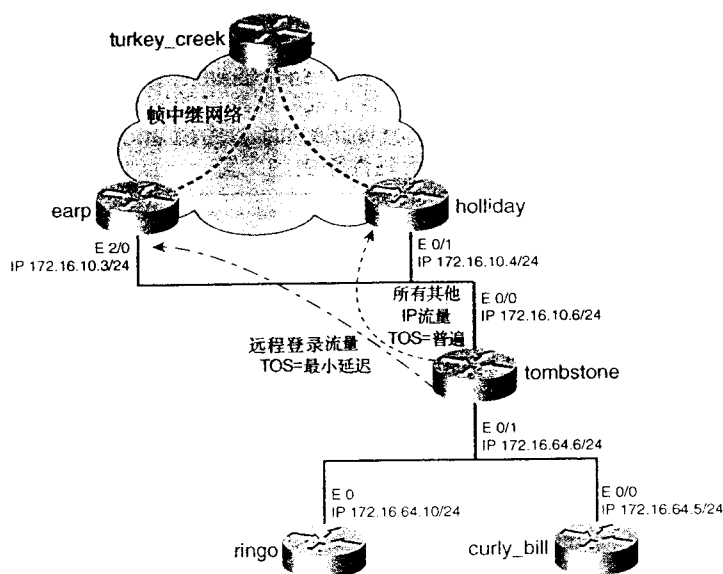 turkey_creek
帧中继网络
earp
holliday
E 2/0
IP 172.16.10.3/24
E 0/1
IP 172.16.10.4/24
所有其他
IP流量
TOS=普遍
E 0/0
IP 172.16.10.6/24
远程登录流量
TOS=最小延迟
tombstone
E 0/1
IP 172.16.64.6/24
E 0
IP 172.16.64.10/24
E 0/0
IP 172.16.64.5/24
ringo
curly_bill